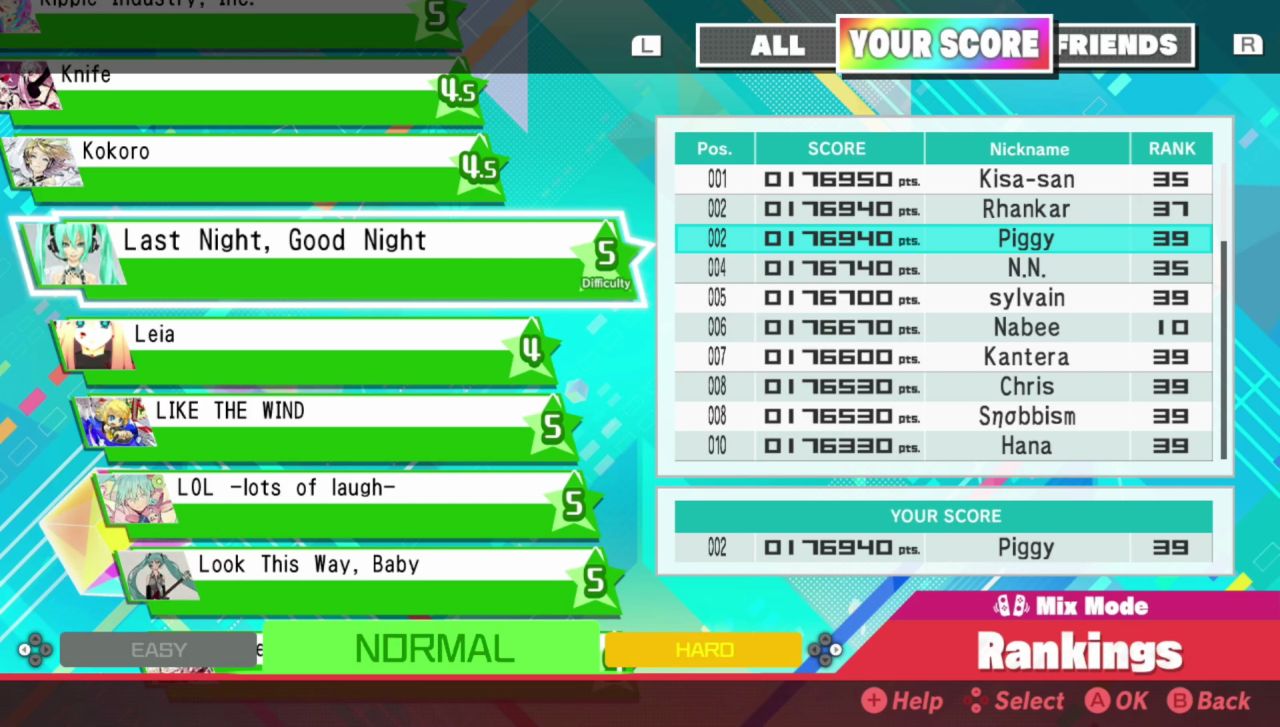 Ripple Industry, Inc.
5
Knife
4.5
Kokoro
4.5
Last Night, Good Night
5
Difficulty
Leia
4
LIKE THE WIND
5
LOL -lots of laugh-
5
Look This Way, Baby
5
EASY
NORMAL
HARD
L
ALL
YOUR SCORE
FRIENDS
R
Pos. SCORE Nickname RANK
001 0176950 pts. Kisa-san 35
002 0176940 pts. Rhankar 37
002 0176940 pts. Piggy 39
004 0176740 pts. N.N. 35
005 0176700 pts. sylvain 39
006 0176670 pts. Nabee 10
007 0176600 pts. Kantera 39
008 0176530 pts. Chris 39
008 0176530 pts. Sησbbism 39
010 0176330 pts. Hana 39
YOUR SCORE
002 0176940 pts. Piggy 39
Mix Mode
Rankings
+ Help Select A OK B Back